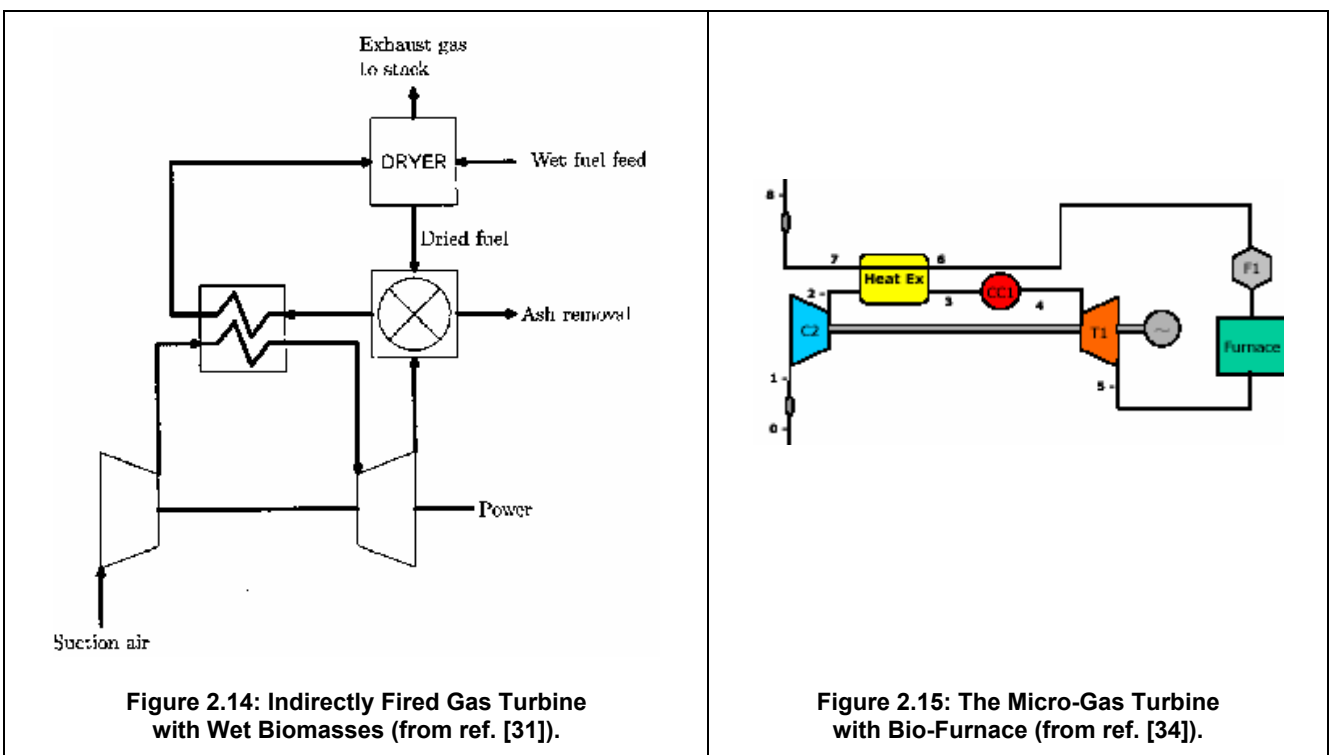 Exhaust gas
to stack
DRYER
Wet fuel feed
Dried fuel
Ash removal
Power
Suction air
Figure 2.14: Indirectly Fired Gas Turbine
with Wet Biomasses (from ref. [31]).
8 -
7
6
Heat Ex
F1
2 -
3
CC1
4
C2
T1
~
Furnace
1 -
5 -
0 -
Figure 2.15: The Micro-Gas Turbine
with Bio-Furnace (from ref. [34]).